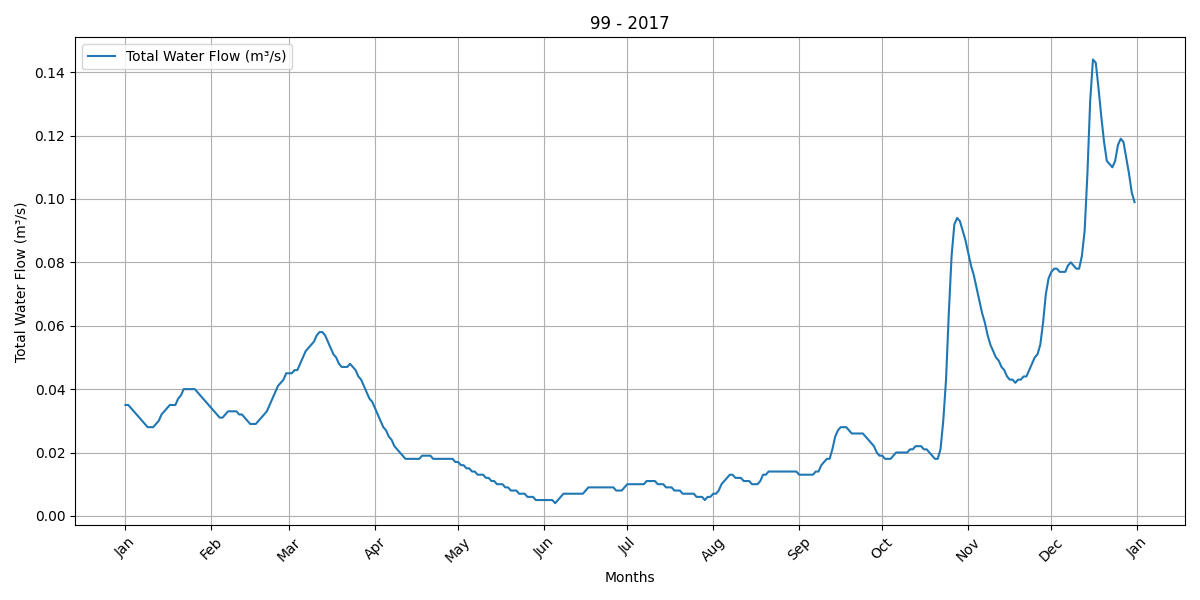 99 - 2017
Total Water Flow (m³/s)
0.14
0.12
0.10
0.08
0.06
0.04
0.02
0.00
Total Water Flow (m³/s)
Jan Feb Mar Apr May Jun Jul Aug Sep Oct Nov Dec Jan
Months